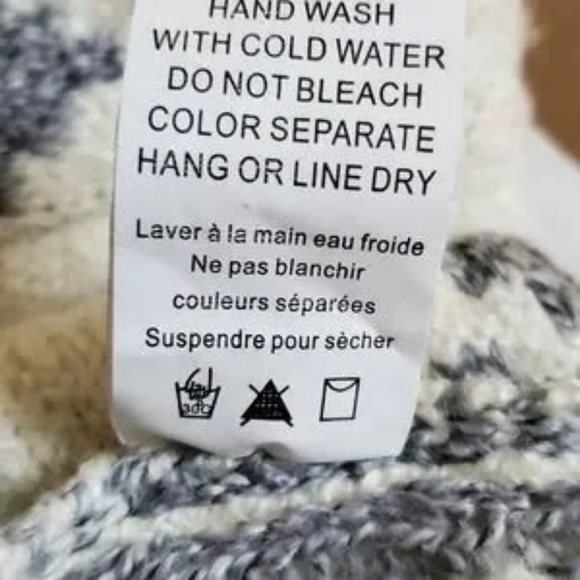 HAND WASH
WITH COLD WATER
DO NOT BLEACH
COLOR SEPARATE
HANG OR LINE DRY
Laver à la main eau froide
Ne pas blanchir
couleurs séparées
Suspendre pour sècher
30C